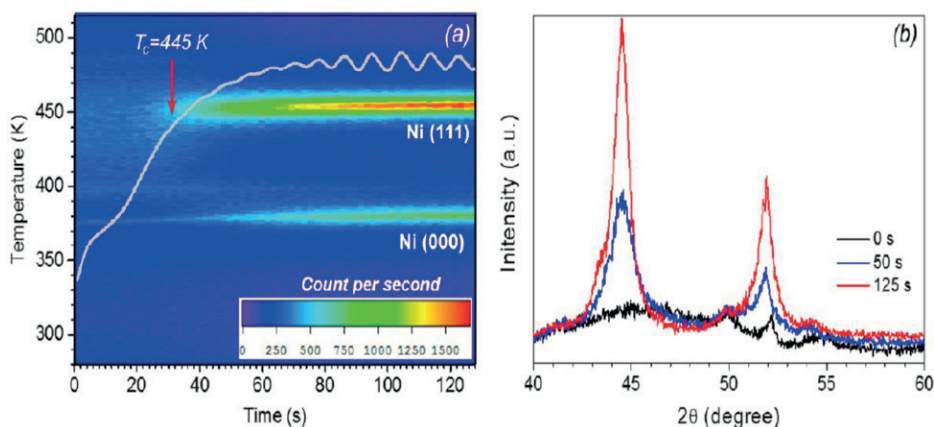 (a)
T_c=445 K
Temperature (K)
500
450
400
350
300
Ni (111)
Ni (000)
Count per second
0 250 500 750 1000 1250 1500
0 20 40 60 80 100 120
Time (s)
(b)
Initensity (a.u.)
0 s
50 s
125 s
40 45 50 55 60
2θ (degree)